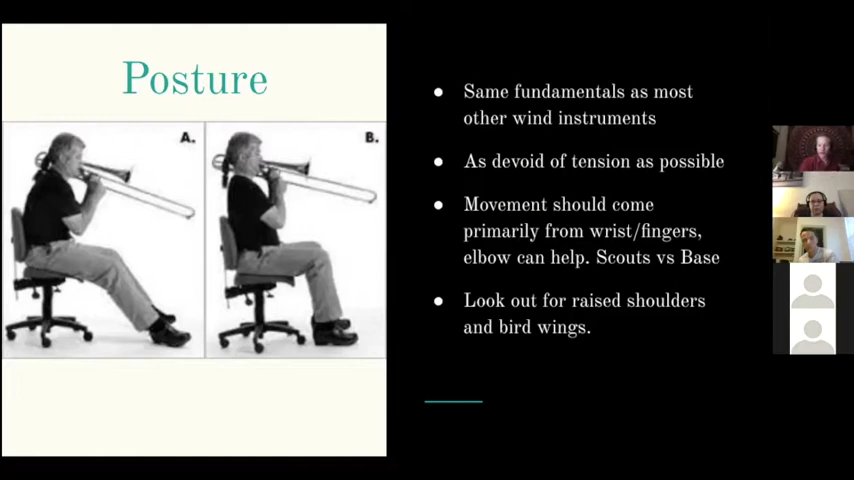 Posture
A.
B.
Same fundamentals as most
other wind instruments
As devoid of tension as possible
Movement should come
primarily from wrist/fingers,
elbow can help. Scouts vs Base
Look out for raised shoulders
and bird wings.